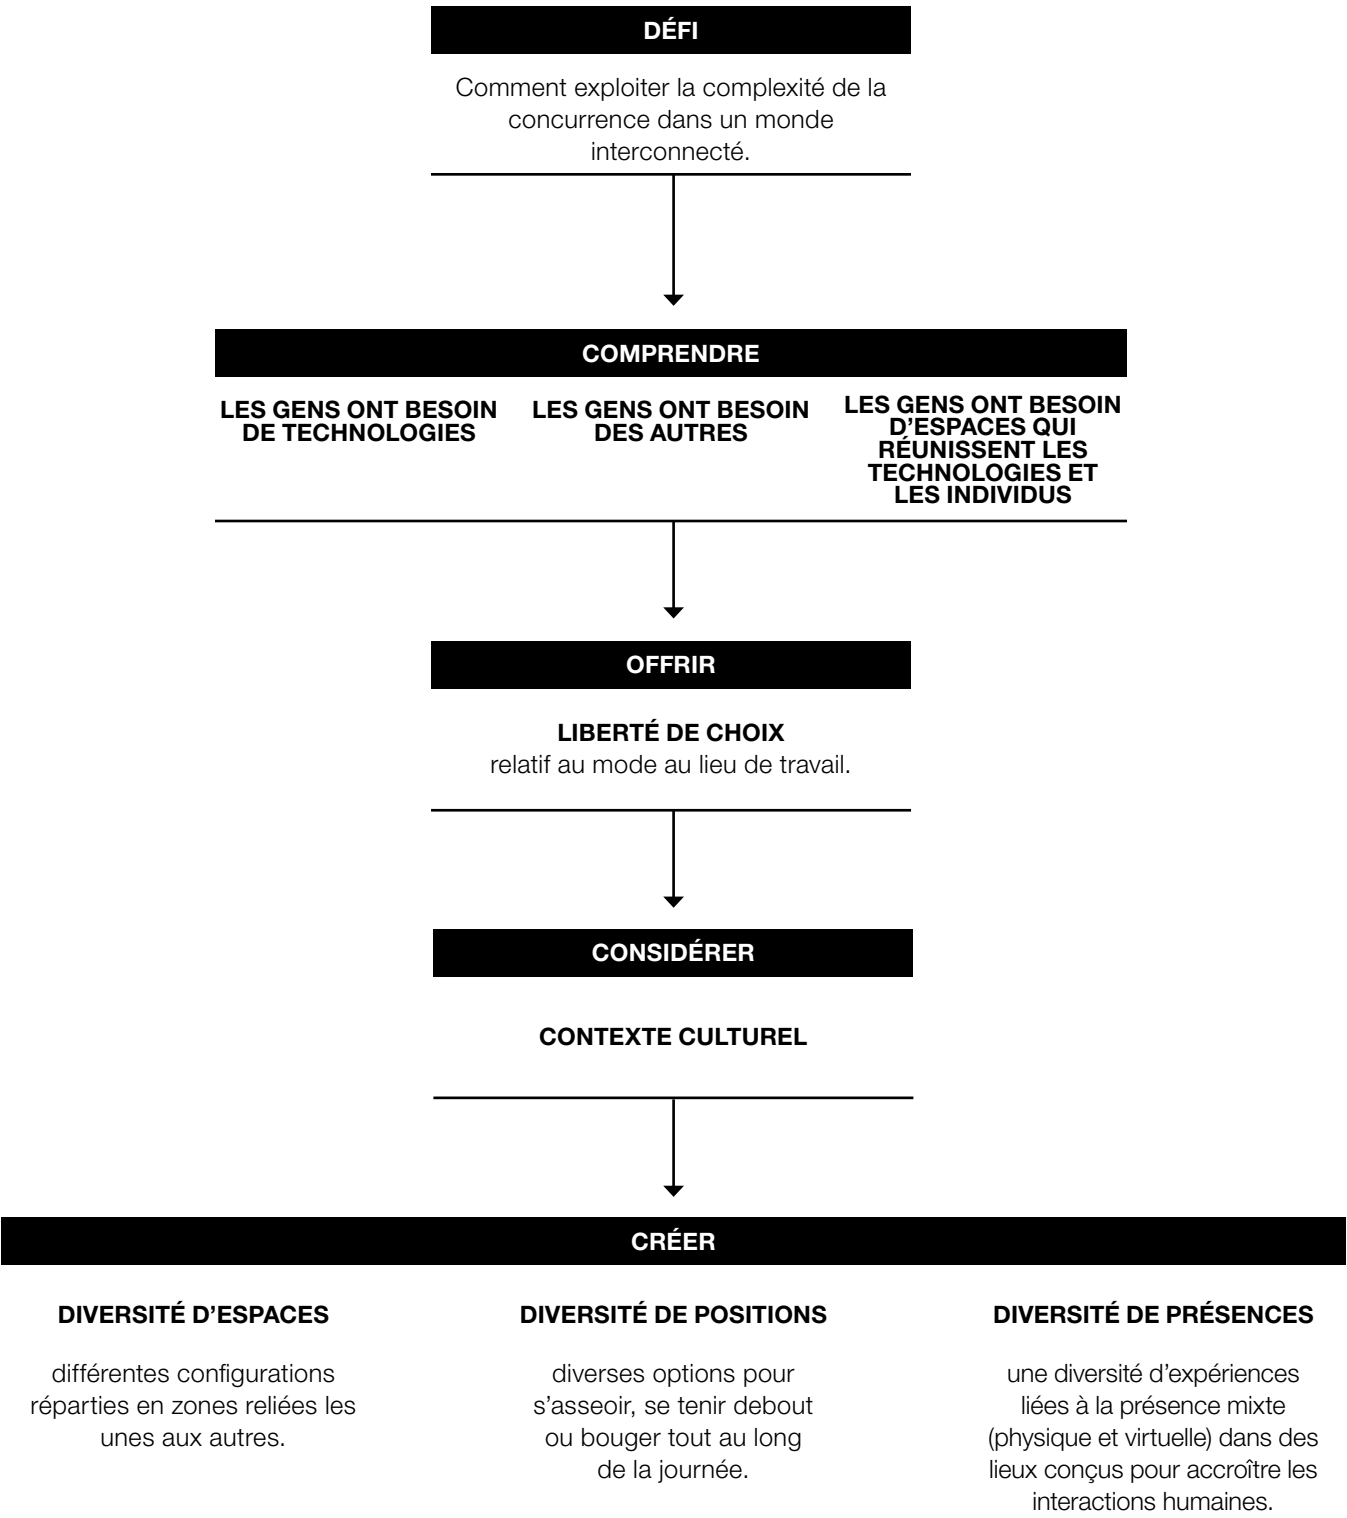 DÉFI
Comment exploiter la complexité de la
concurrence dans un monde
interconnecté.
COMPRENDRE
LES GENS ONT BESOIN
DE TECHNOLOGIES
LES GENS ONT BESOIN
DES AUTRES
LES GENS ONT BESOIN
D’ESPACES QUI
RÉUNISSENT LES
TECHNOLOGIES ET
LES INDIVIDUS
OFFRIR
LIBERTÉ DE CHOIX
relatif au mode au lieu de travail.
CONSIDÉRER
CONTEXTE CULTUREL
CRÉER
DIVERSITÉ D’ESPACES
différentes configurations
réparties en zones reliées les
unes aux autres.
DIVERSITÉ DE POSITIONS
diverses options pour
s’asseoir, se tenir debout
ou bouger tout au long
de la journée.
DIVERSITÉ DE PRÉSENCES
une diversité d’expériences
liées à la présence mixte
(physique et virtuelle) dans des
lieux conçus pour accroître les
interactions humaines.